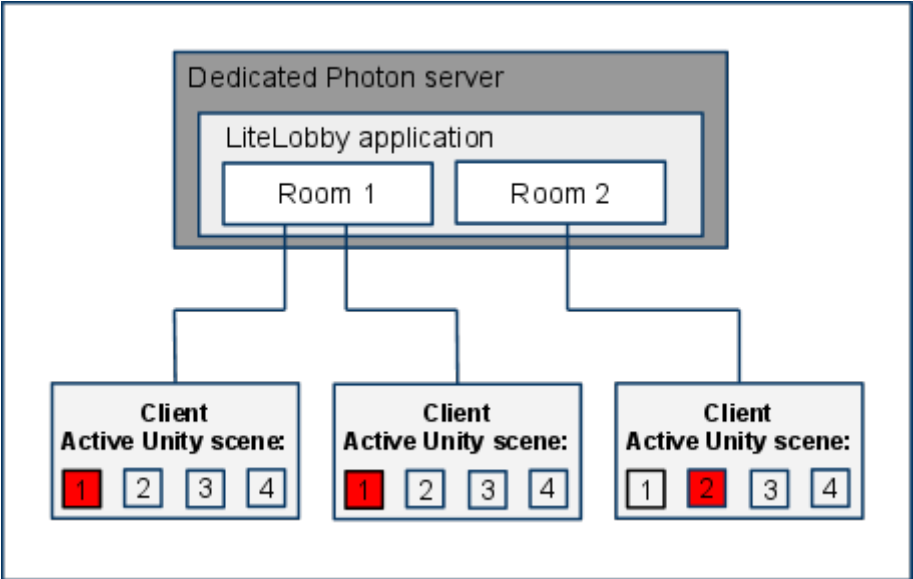 Dedicated Photon server
LiteLobby application
Room 1
Room 2
Client
Active Unity scene:
1 2 3 4
Client
Active Unity scene:
1 2 3 4
Client
Active Unity scene:
1 2 3 4